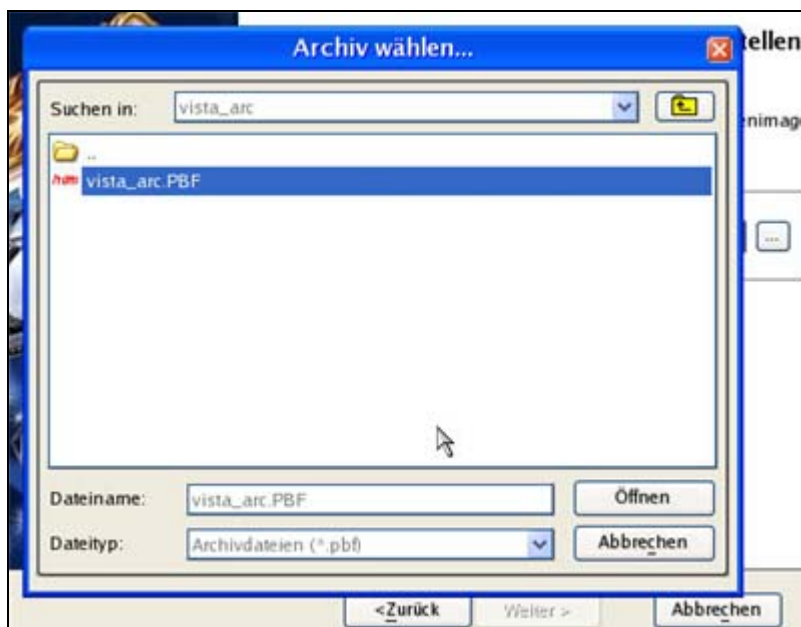 Archiv wählen...
tellen
Suchen in: vista_arc
nimag
..
hdm vista_arc.PBF
...
Dateiname: vista_arc.PBF Öffnen
Dateityp: Archivdateien (*.pbf) Abbrechen
<Zurück Weiter > Abbrechen